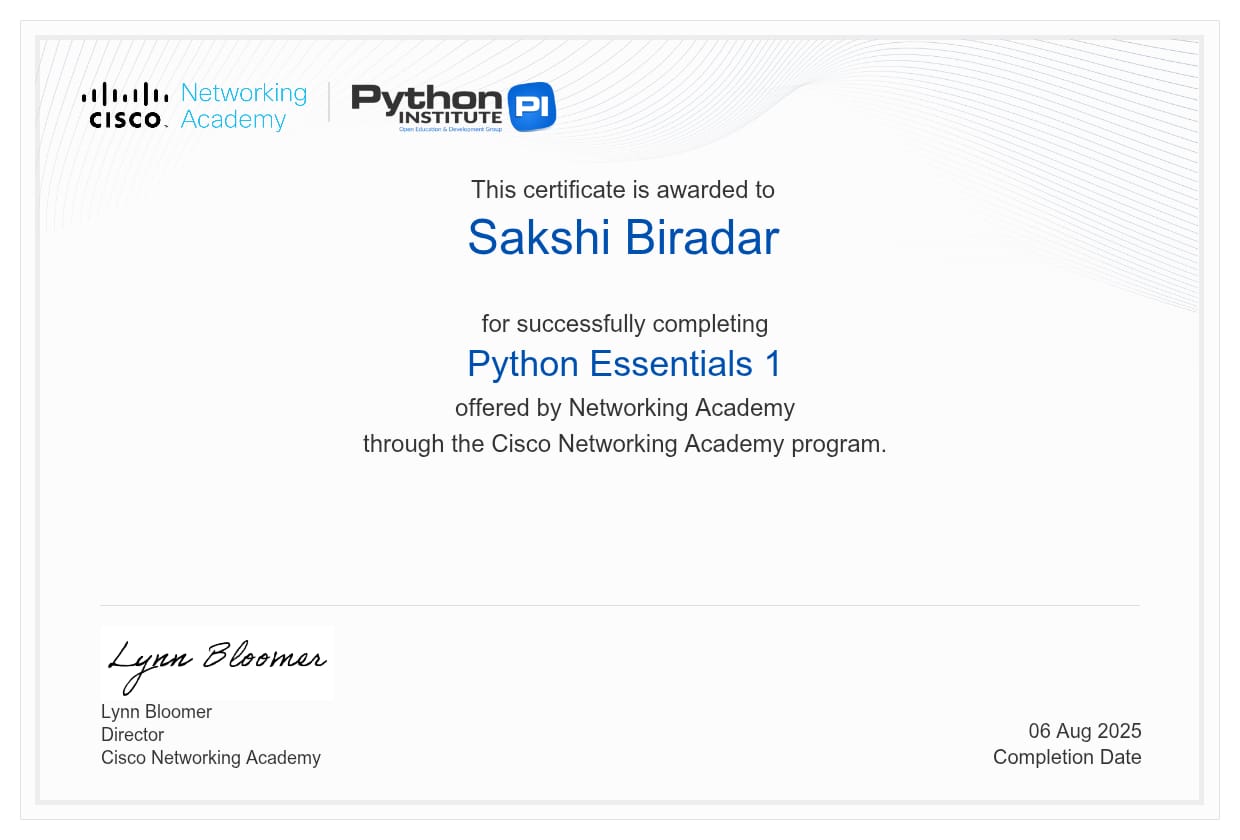 CISCO Networking Academy
Python INSTITUTE PI
Open Education & Development Group
This certificate is awarded to
Sakshi Biradar
for successfully completing
Python Essentials 1
offered by Networking Academy
through the Cisco Networking Academy program.
Lynn Bloomer
Lynn Bloomer
Director
Cisco Networking Academy
06 Aug 2025
Completion Date